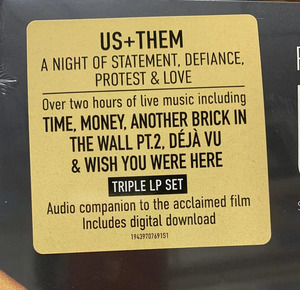 US+THEM
A NIGHT OF STATEMENT, DEFIANCE,
PROTEST & LOVE
Over two hours of live music including
TIME, MONEY, ANOTHER BRICK IN
THE WALL PT.2, DÉJÀ VU
& WISH YOU WERE HERE
TRIPLE LP SET
Audio companion to the acclaimed film
Includes digital download
1943970769151